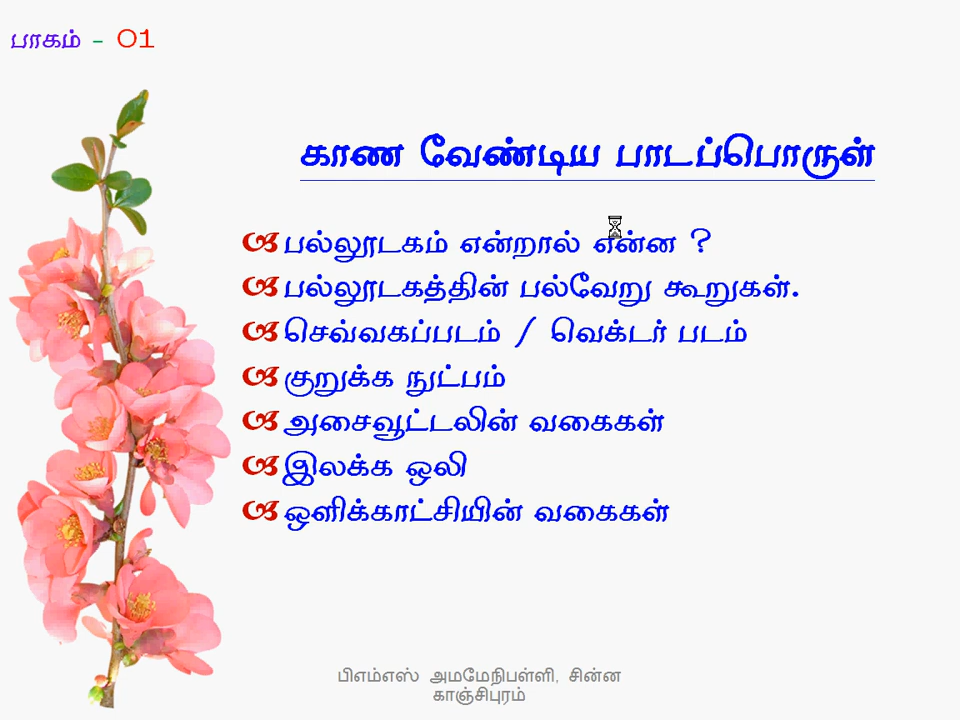 பாகம் - 01
காண வேண்டிய பாடப்பொருள்
பல்லூடகம் என்றால் என்ன ?
பல்லூடகத்தின் பல்வேறு கூறுகள்.
செவ்வகப்படம் / வெக்டர் படம்
குறுக்க நுட்பம்
அசைவூட்டலின் வகைகள்
இலக்க ஒலி
ஒளிக்காட்சியின் வகைகள்
பிஎம்எஸ் அமமேநிபள்ளி, சின்ன
காஞ்சிபுரம்